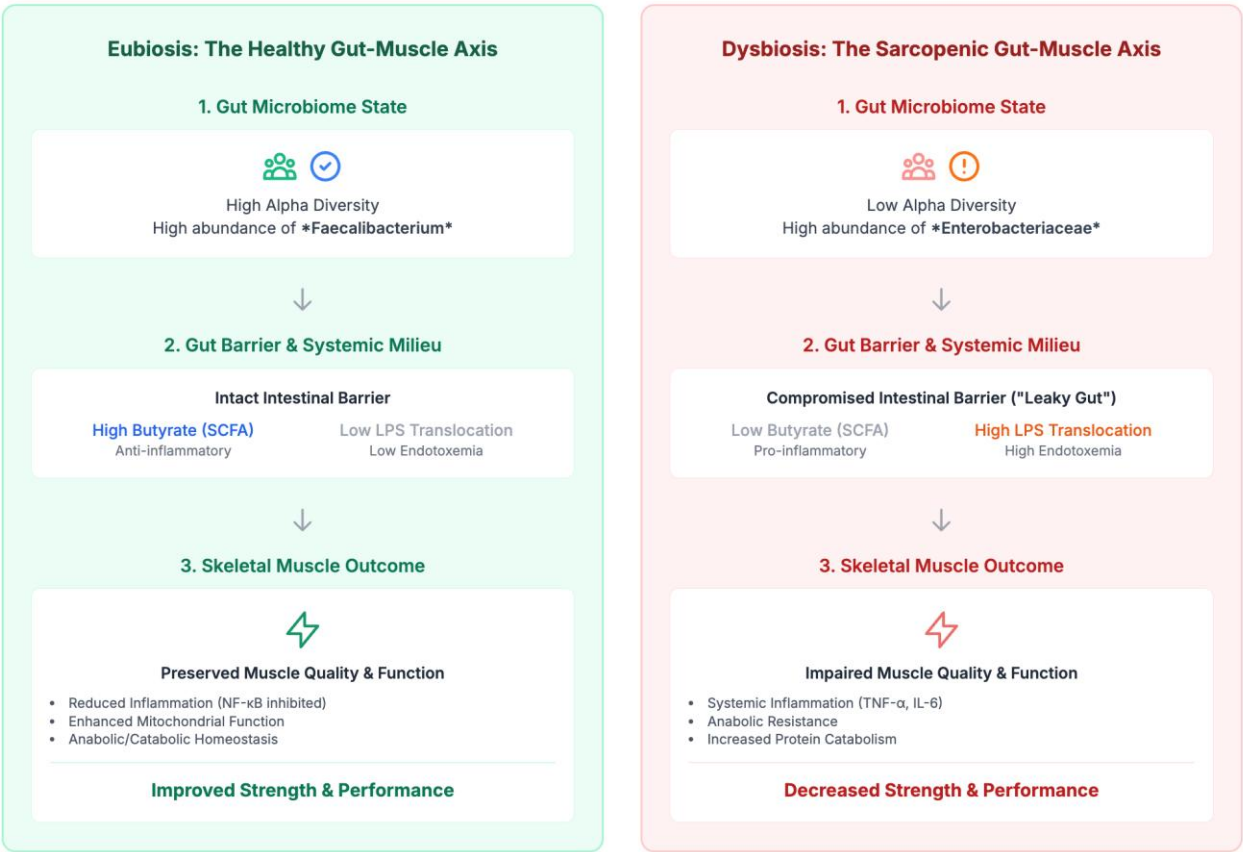 Eubiosis: The Healthy Gut-Muscle Axis
1. Gut Microbiome State
High Alpha Diversity
High abundance of *Faecalibacterium*
2. Gut Barrier & Systemic Milieu
Intact Intestinal Barrier
High Butyrate (SCFA)
Anti-inflammatory
Low LPS Translocation
Low Endotoxemia
3. Skeletal Muscle Outcome
Preserved Muscle Quality & Function
• Reduced Inflammation (NF-κB inhibited)
• Enhanced Mitochondrial Function
• Anabolic/Catabolic Homeostasis
Improved Strength & Performance
Dysbiosis: The Sarcopenic Gut-Muscle Axis
1. Gut Microbiome State
Low Alpha Diversity
High abundance of *Enterobacteriaceae*
2. Gut Barrier & Systemic Milieu
Compromised Intestinal Barrier ("Leaky Gut")
Low Butyrate (SCFA)
Pro-inflammatory
High LPS Translocation
High Endotoxemia
3. Skeletal Muscle Outcome
Impaired Muscle Quality & Function
• Systemic Inflammation (TNF-α, IL-6)
• Anabolic Resistance
• Increased Protein Catabolism
Decreased Strength & Performance